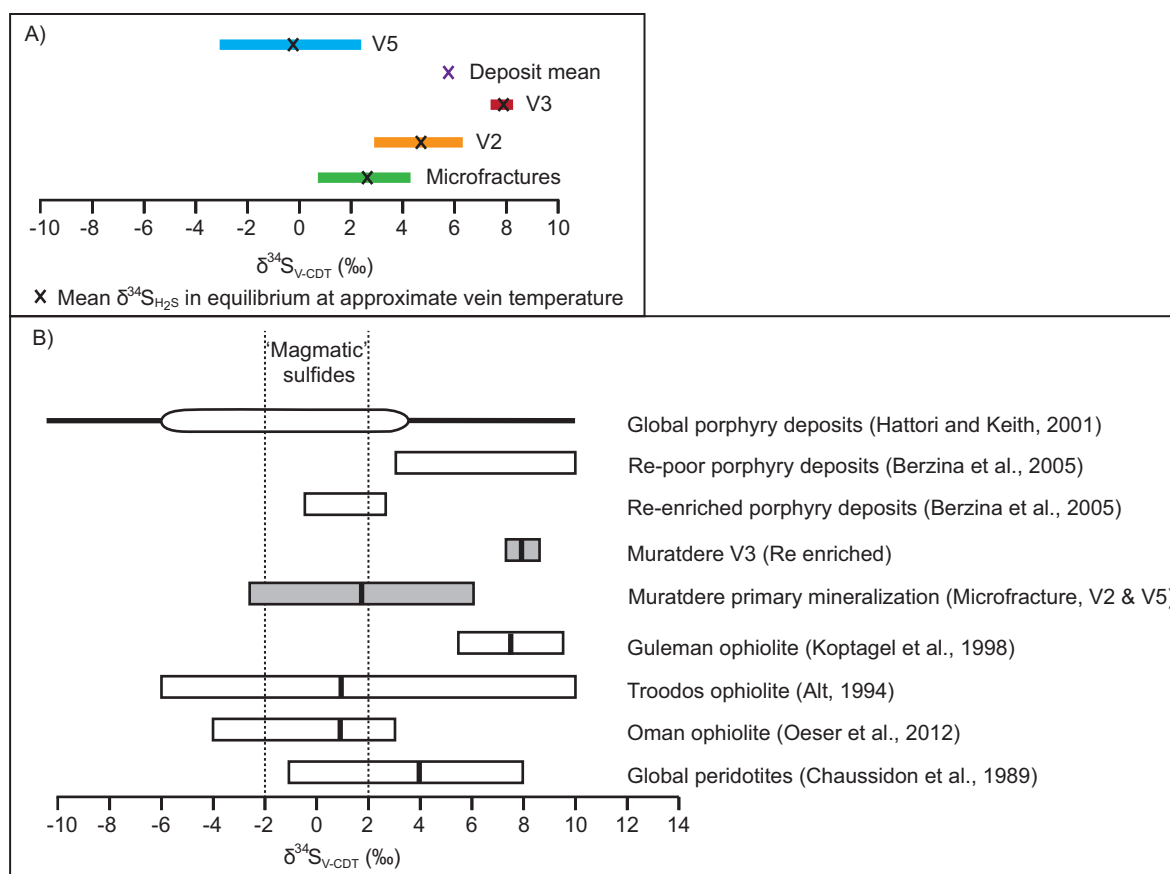 A)
V5
Deposit mean
V3
V2
Microfractures
-10 -8 -6 -4 -2 0 2 4 6 8 10
δ³⁴S_V-CDT (‰)
× Mean δ³⁴S_H₂S in equilibrium at approximate vein temperature
B)
'Magmatic'
sulfides
Global porphyry deposits (Hattori and Keith, 2001)
Re-poor porphyry deposits (Berzina et al., 2005)
Re-enriched porphyry deposits (Berzina et al., 2005)
Muratdere V3 (Re enriched)
Muratdere primary mineralization (Microfracture, V2 & V5)
Guleman ophiolite (Koptagel et al., 1998)
Troodos ophiolite (Alt, 1994)
Oman ophiolite (Oeser et al., 2012)
Global peridotites (Chaussidon et al., 1989)
-10 -8 -6 -4 -2 0 2 4 6 8 10 12 14
δ³⁴S_V-CDT (‰)